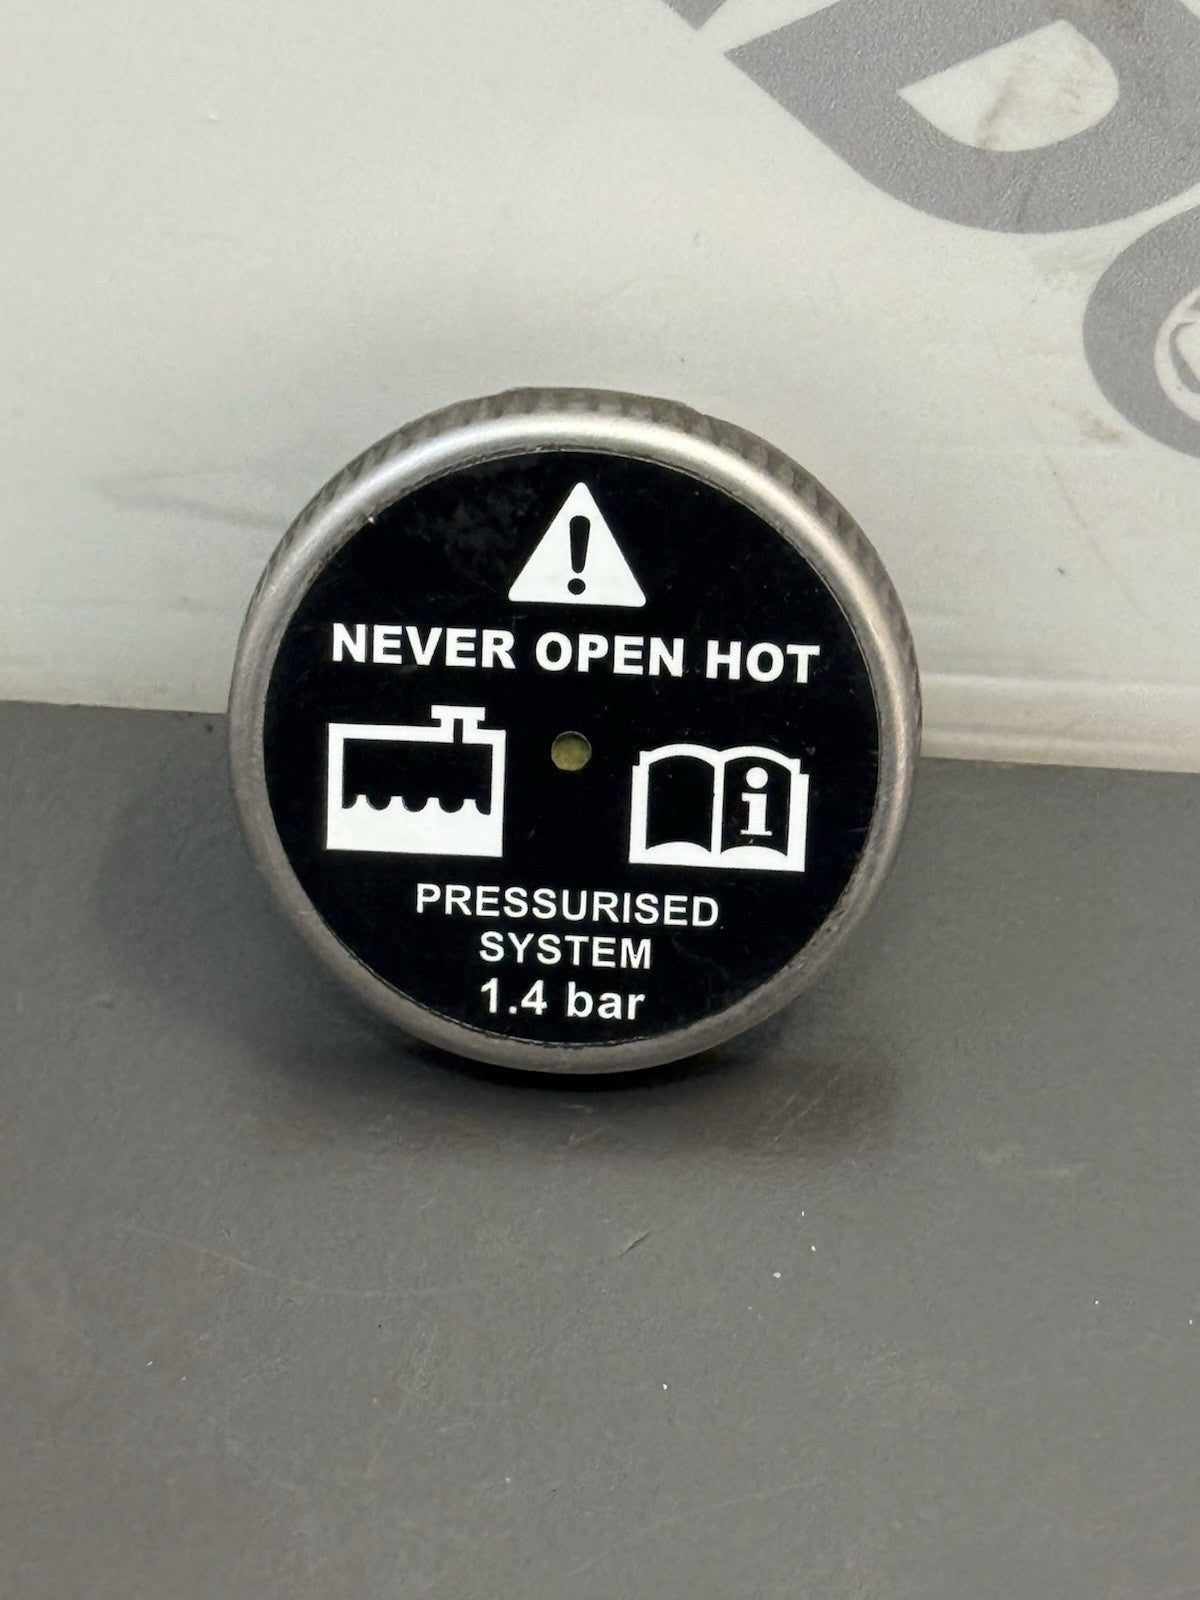 NEVER OPEN HOT
i
PRESSURISED
SYSTEM
1.4 bar